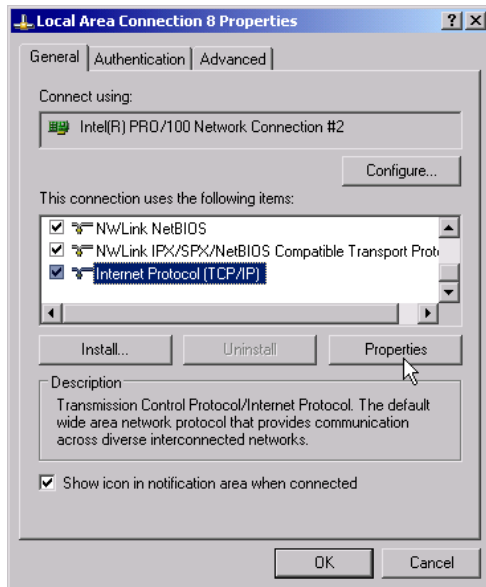 Local Area Connection 8 Properties
General Authentication Advanced
Connect using:
Intel(R) PRO/100 Network Connection #2
Configure...
This connection uses the following items:
NWLink NetBIOS
NWLink IPX/SPX/NetBIOS Compatible Transport Proto
Internet Protocol (TCP/IP)
Install... Uninstall Properties
Description
Transmission Control Protocol/Internet Protocol. The default
wide area network protocol that provides communication
across diverse interconnected networks.
Show icon in notification area when connected
OK Cancel